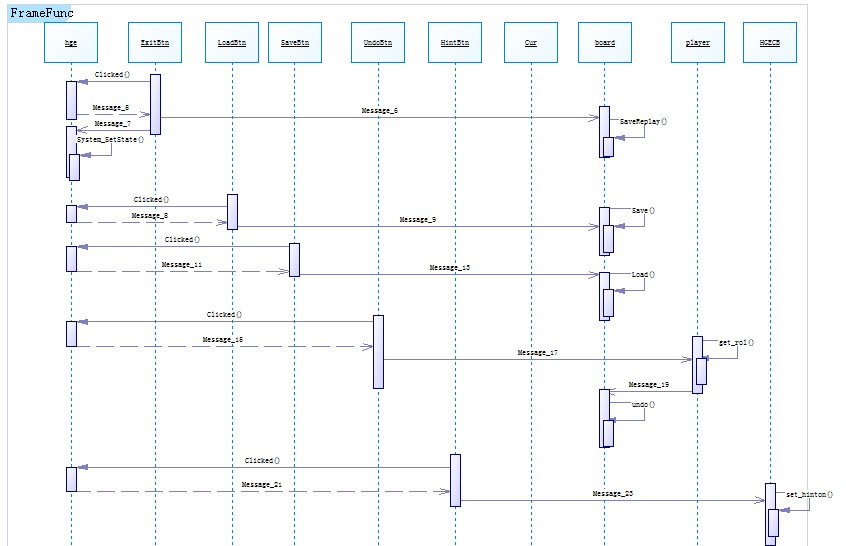 FrameFunc
hge
ExitBtn
LoadBtn
SaveBtn
UndoBtn
HintBtn
Cur
board
player
HGECB
Clicked()
Message_5
Message_6
SaveReplay()
Message_7
System_SetState()
Clicked()
Message_8
Message_9
Save()
Clicked()
Message_11
Message_13
Load()
Clicked()
Message_15
get_rol()
Message_17
Message_19
undo()
Clicked()
Message_21
Message_23
set_hinton()